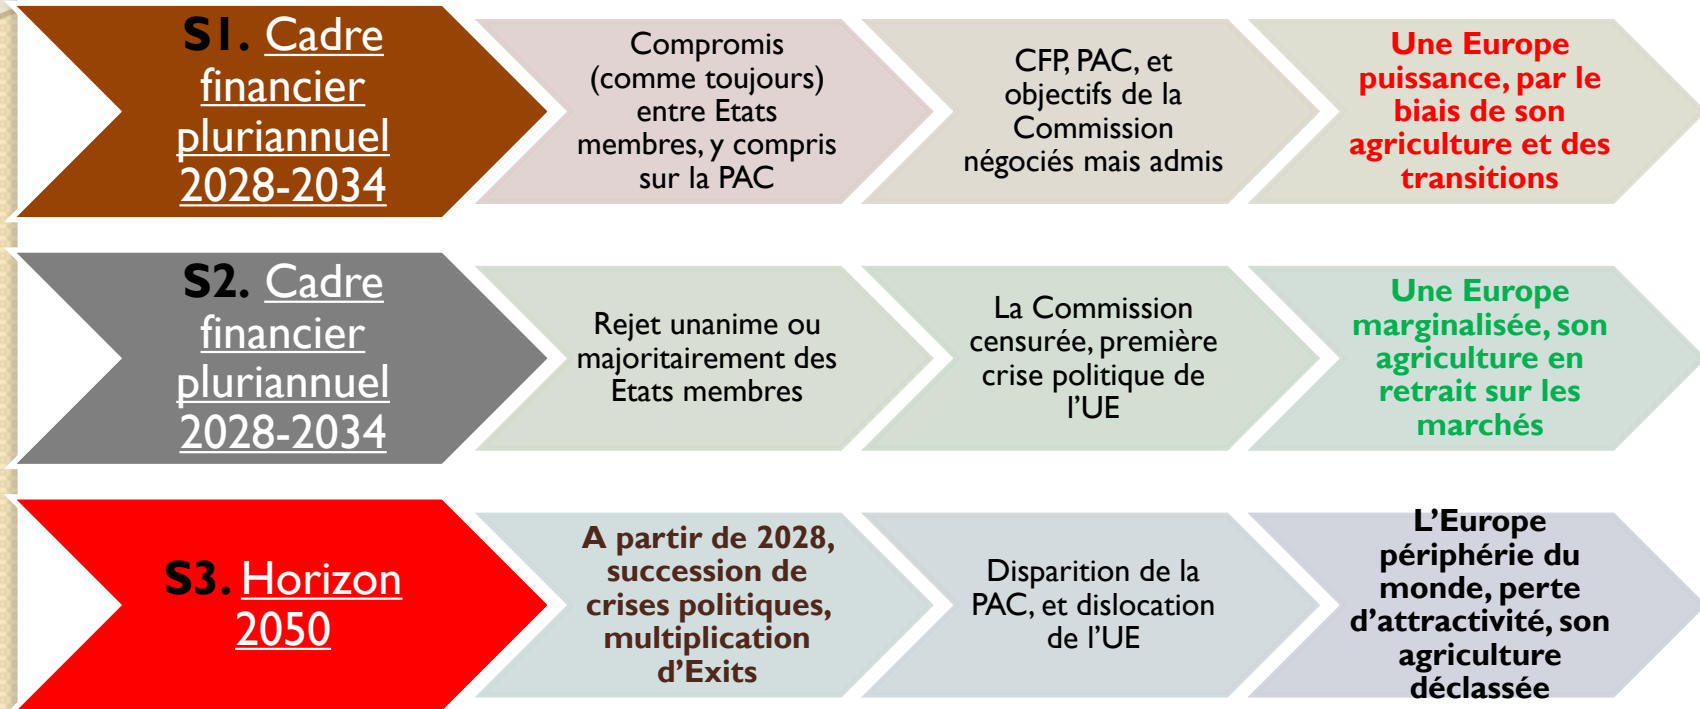 S1. Cadre
financier
pluriannuel
2028-2034
Compromis
(comme toujours)
entre Etats
membres, y compris
sur la PAC
CFP, PAC, et
objectifs de la
Commission
négociés mais admis
Une Europe
puissance, par le
biais de son
agriculture et des
transitions
S2. Cadre
financier
pluriannuel
2028-2034
Rejet unanime ou
majoritairement des
Etats membres
La Commission
censurée, première
crise politique de
l’UE
Une Europe
marginalisée, son
agriculture en
retrait sur les
marchés
S3. Horizon
2050
A partir de 2028,
succession de
crises politiques,
multiplication
d’Exits
Disparition de la
PAC, et dislocation
de l’UE
L’Europe
périphérie du
monde, perte
d’attractivité, son
agriculture
déclassée